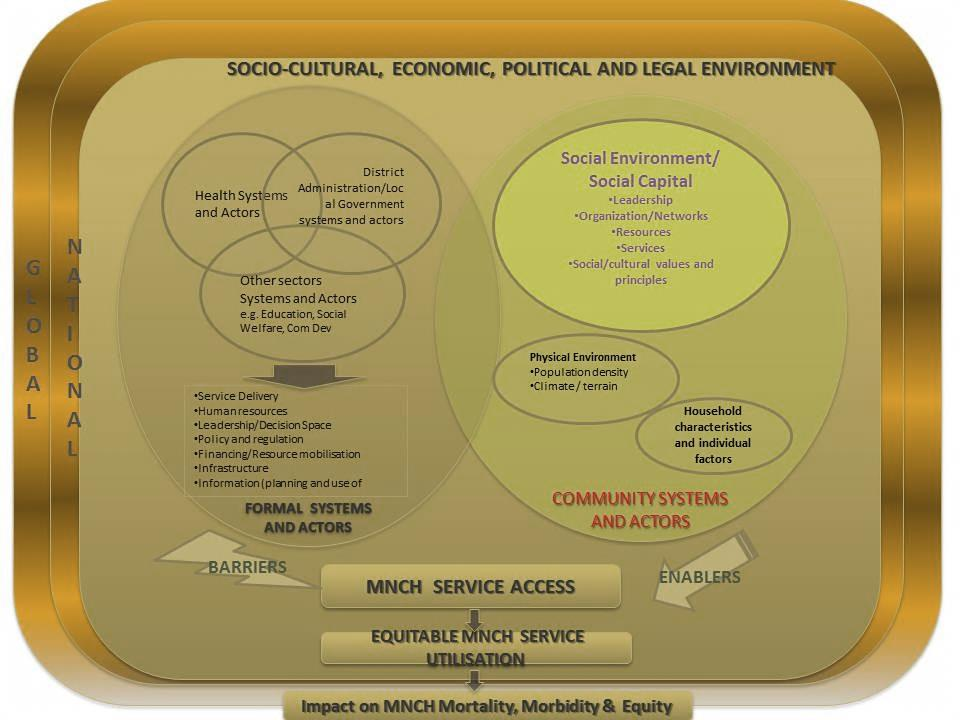 SOCIO-CULTURAL, ECONOMIC, POLITICAL AND LEGAL ENVIRONMENT
GLOBAL
NATIONAL
Health Systems
and Actors
District
Administration/Loc
al Government
systems and actors
Other sectors
Systems and Actors
e.g. Education, Social
Welfare, Com Dev
•Service Delivery
•Human resources
•Leadership/Decision Space
•Policy and regulation
•Financing/Resource mobilisation
•Infrastructure
•Information (planning and use of
FORMAL SYSTEMS
AND ACTORS
Social Environment/
Social Capital
•Leadership
•Organization/Networks
•Resources
•Services
•Social/cultural values and
principles
Physical Environment
•Population density
•Climate / terrain
Household
characteristics
and individual
factors
COMMUNITY SYSTEMS
AND ACTORS
BARRIERS
ENABLERS
MNCH SERVICE ACCESS
EQUITABLE MNCH SERVICE
UTILISATION
Impact on MNCH Mortality, Morbidity & Equity